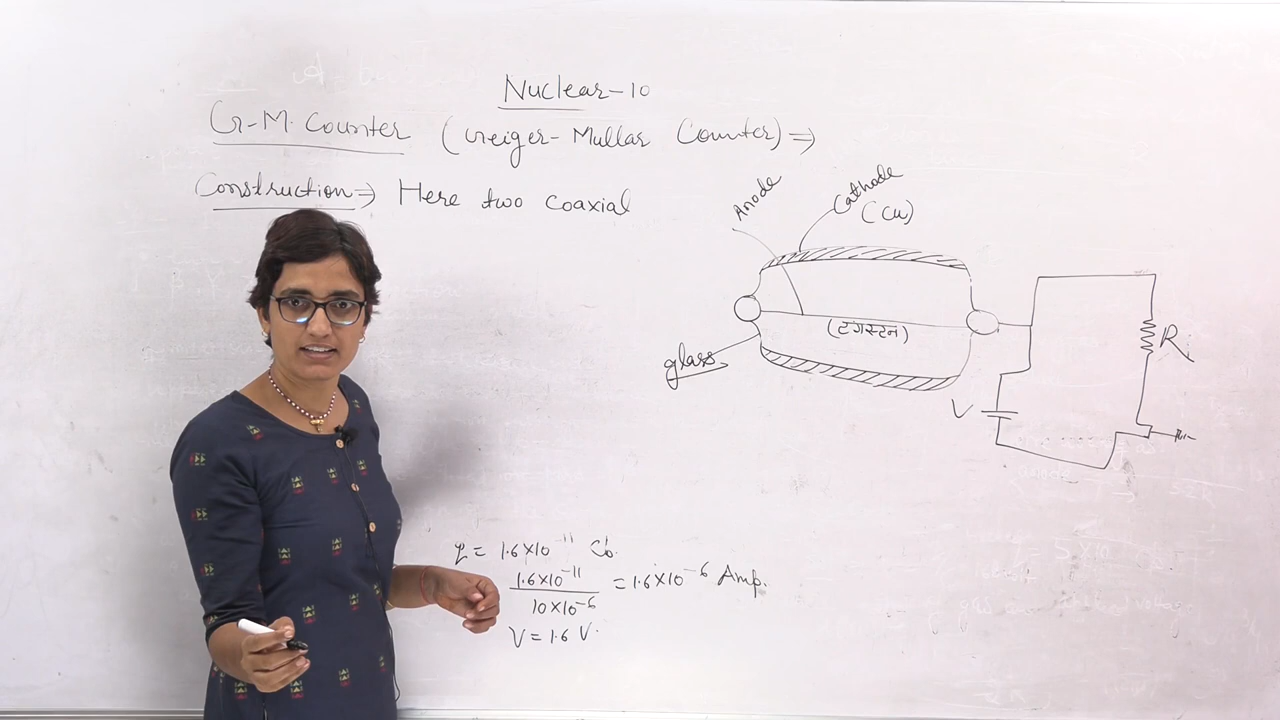 Nuclear-10
G-M. Counter (Geiger-Mullar Counter) ⇒
Construction ⇒ Here two coaxial
Anode
Cathode
(Cu)
(टंगस्टन)
glass
R
V
q = 1.6×10⁻¹¹ Cb.
1.6×10⁻¹¹
10×10⁻⁶
= 1.6×10⁻⁶ Amp.
V = 1.6 V.